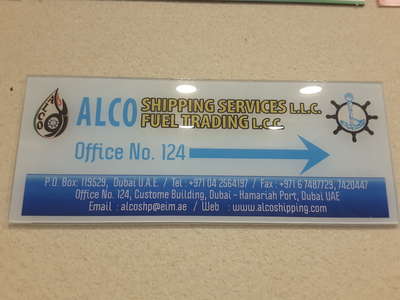 ALCO SHIPPING SERVICES L.L.C.
FUEL TRADING L.C.C
Office No. 124
P.O. Box: 119529, Dubai U.A.E. / Tel : +971 04 2564197 / Fax : +971 6 7487729, 7420447
Office No. 124, Custome Building, Dubai - Hamariah Port, Dubai UAE
Email : alcoshp@eim.ae / Web : www.alcoshipping.com